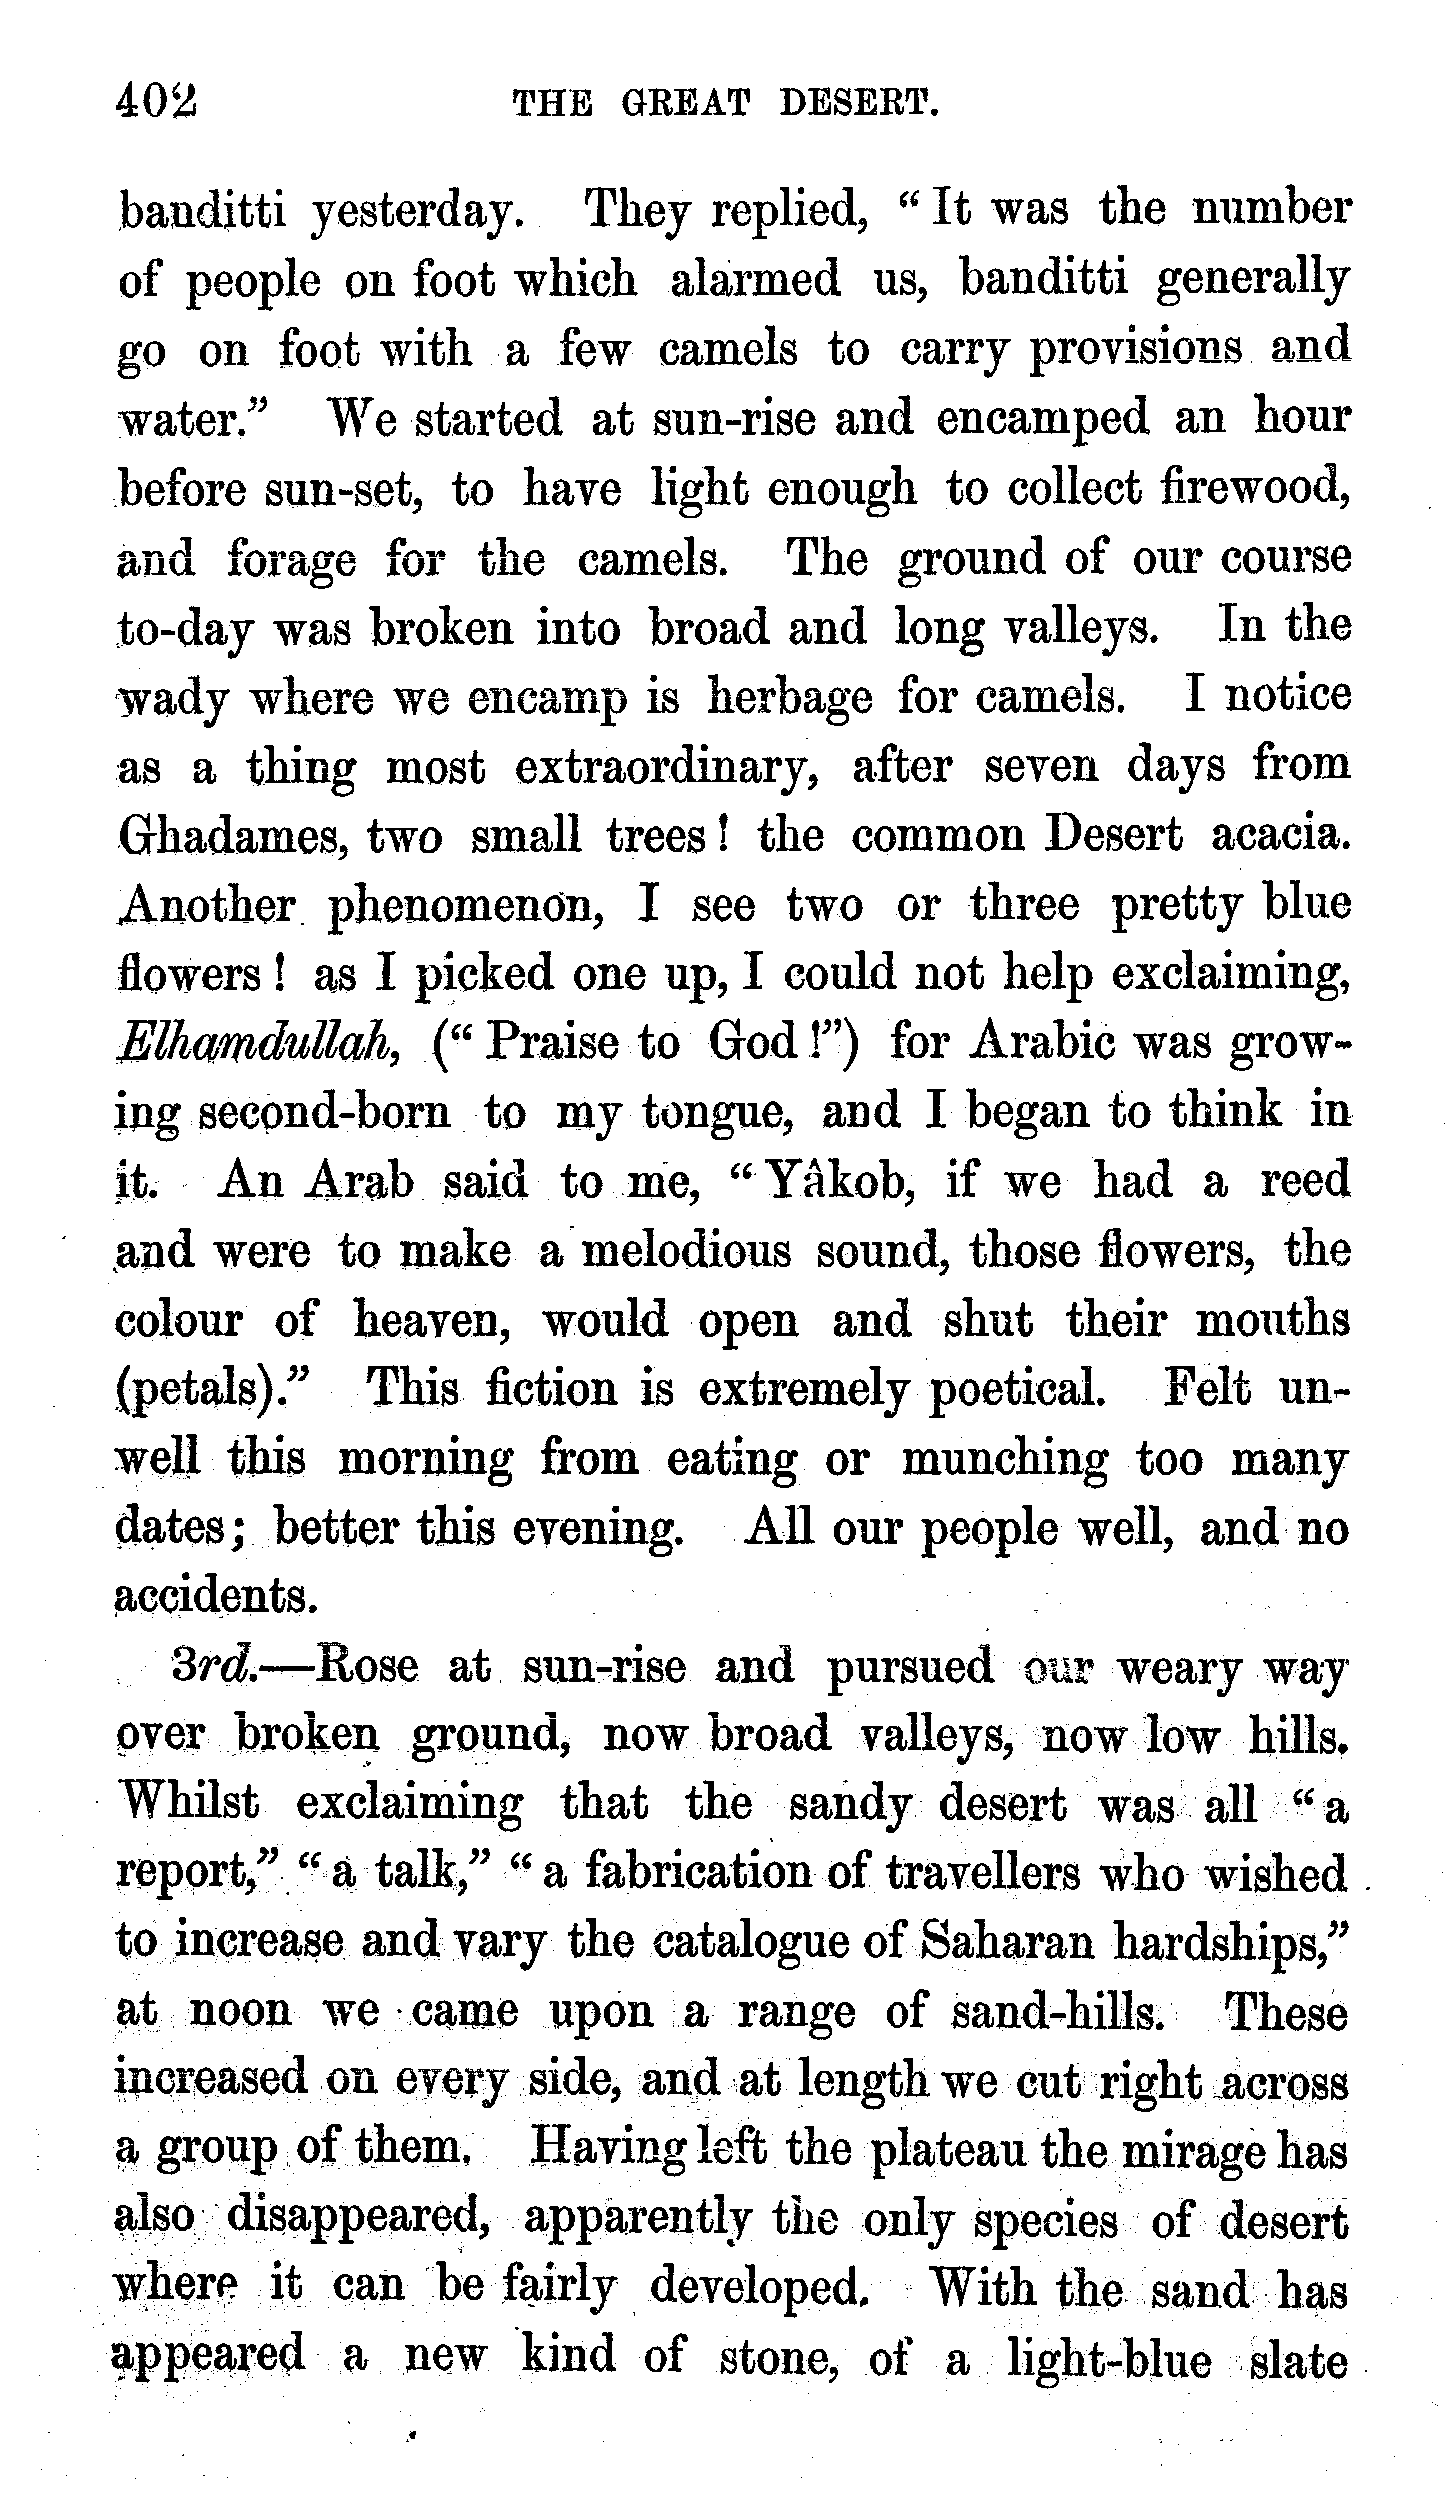 402 THE GREAT DESERT.
banditti yesterday. They replied, “ It was the number
of people on foot which alarmed us, banditti generally
go on foot with a few camels to carry provisions and
water.” We started at sun-rise and encamped an hour
before sun-set, to have light enough to collect firewood,
and forage for the camels. The ground of our course
to-day was broken into broad and long valleys. In the
wady where we encamp is herbage for camels. I notice
as a thing most extraordinary, after seven days from
Ghadames, two small trees ! the common Desert acacia.
Another phenomenon, I see two or three pretty blue
flowers ! as I picked one up, I could not help exclaiming,
Elhamdullah, (“ Praise to God !”) for Arabic was grow-
ing second-born to my tongue, and I began to think in
it. An Arab said to me, “ Yâkob, if we had a reed
and were to make a melodious sound, those flowers, the
colour of heaven, would open and shut their mouths
(petals).” This fiction is extremely poetical. Felt un-
well this morning from eating or munching too many
dates; better this evening. All our people well, and no
accidents.
3rd.—Rose at sun-rise and pursued our weary way
over broken ground, now broad valleys, now low hills.
Whilst exclaiming that the sandy desert was all “ a
report,” “ a talk,” “ a fabrication of travellers who wished
to increase and vary the catalogue of Saharan hardships,”
at noon we came upon a range of sand-hills. These
increased on every side, and at length we cut right across
a group of them. Having left the plateau the mirage has
also disappeared, apparently the only species of desert
where it can be fairly developed. With the sand has
appeared a new kind of stone, of a light-blue slate